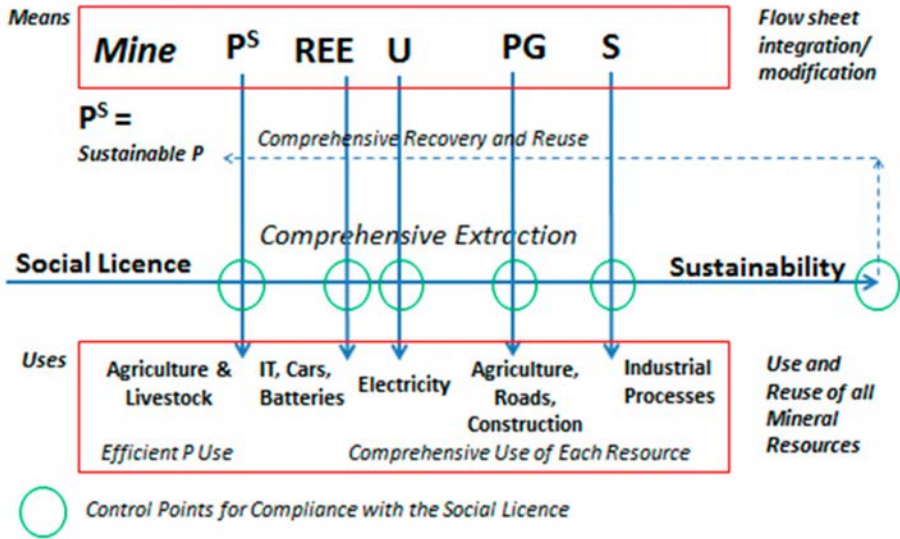 Means
Mine Pˢ REE U PG S
Flow sheet
integration/
modification
Pˢ =
Sustainable P
Comprehensive Recovery and Reuse
Comprehensive Extraction
Social Licence
Sustainability
Uses
Agriculture &
Livestock
IT, Cars,
Batteries
Electricity
Agriculture,
Roads,
Construction
Industrial
Processes
Efficient P Use
Comprehensive Use of Each Resource
Use and
Reuse of all
Mineral
Resources
Control Points for Compliance with the Social Licence